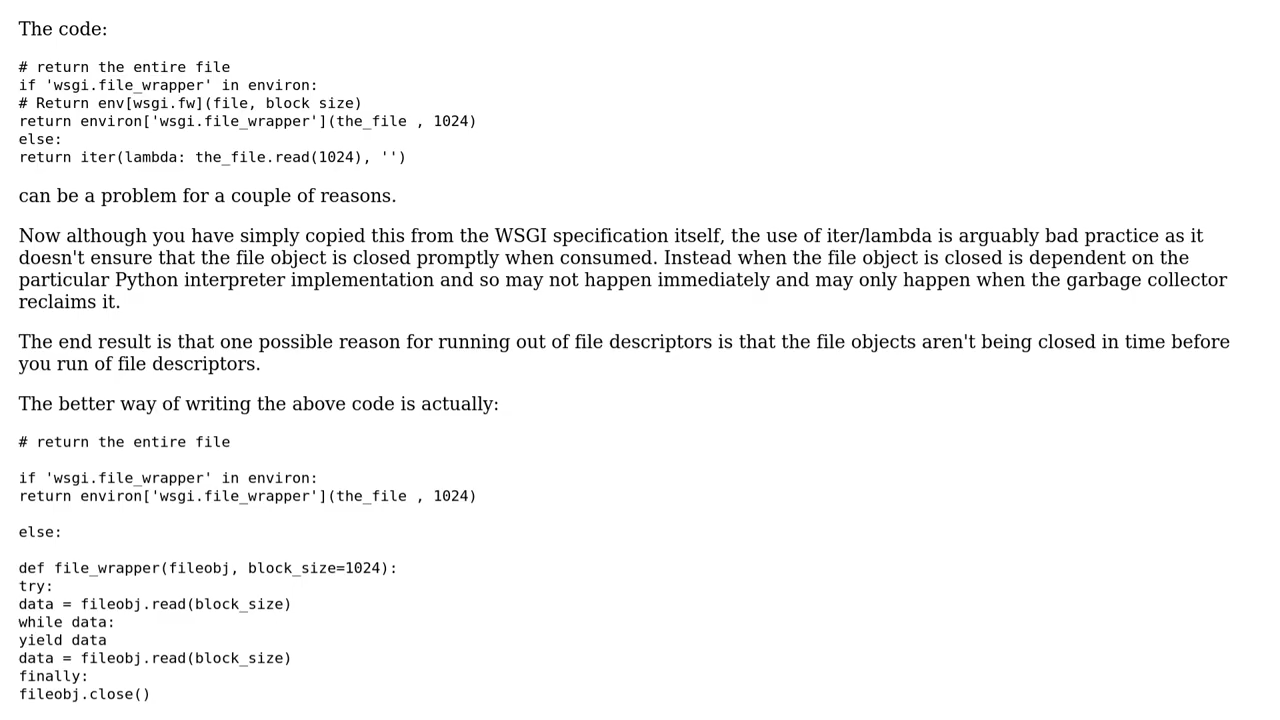 The code:
# return the entire file
if 'wsgi.file_wrapper' in environ:
# Return env[wsgi.fw](file, block size)
return environ['wsgi.file_wrapper'](the_file , 1024)
else:
return iter(lambda: the_file.read(1024), '')
can be a problem for a couple of reasons.
Now although you have simply copied this from the WSGI specification itself, the use of iter/lambda is arguably bad practice as it
doesn't ensure that the file object is closed promptly when consumed. Instead when the file object is closed is dependent on the
particular Python interpreter implementation and so may not happen immediately and may only happen when the garbage collector
reclaims it.
The end result is that one possible reason for running out of file descriptors is that the file objects aren't being closed in time before
you run of file descriptors.
The better way of writing the above code is actually:
# return the entire file
if 'wsgi.file_wrapper' in environ:
return environ['wsgi.file_wrapper'](the_file , 1024)
else:
def file_wrapper(fileobj, block_size=1024):
try:
data = fileobj.read(block_size)
while data:
yield data
data = fileobj.read(block_size)
finally:
fileobj.close()